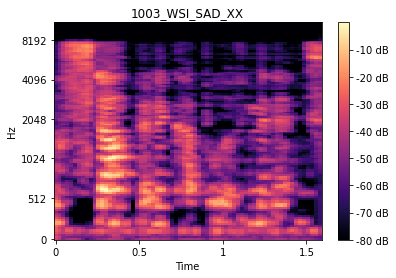 1003_WSI_SAD_XX
8192
4096
2048
1024
512
0
Hz
0
0.5
1
1.5
Time
-10 dB
-20 dB
-30 dB
-40 dB
-50 dB
-60 dB
-70 dB
-80 dB